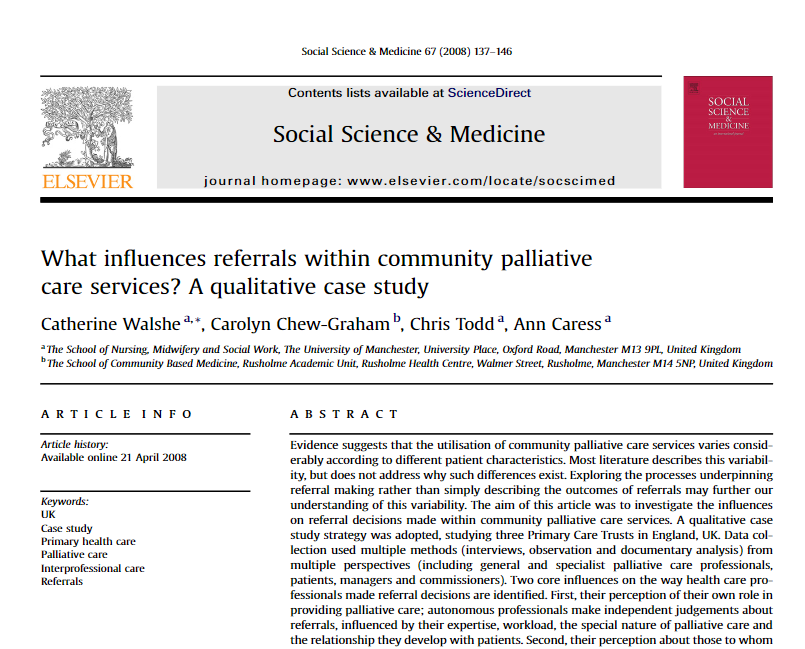 Social Science & Medicine 67 (2008) 137–146
Contents lists available at ScienceDirect
Social Science & Medicine
journal homepage: www.elsevier.com/locate/socscimed
ELSEVIER
SOCIAL
SCIENCE
&
MEDICINE
What influences referrals within community palliative
care services? A qualitative case study
Catherine Walshe a,*, Carolyn Chew-Graham b, Chris Todd a, Ann Caress a
a The School of Nursing, Midwifery and Social Work, The University of Manchester, University Place, Oxford Road, Manchester M13 9PL, United Kingdom
b The School of Community Based Medicine, Rusholme Academic Unit, Rusholme Health Centre, Walmer Street, Rusholme, Manchester M14 5NP, United Kingdom
ARTICLE INFO
Article history:
Available online 21 April 2008
Keywords:
UK
Case study
Primary health care
Palliative care
Interprofessional care
Referrals
ABSTRACT
Evidence suggests that the utilisation of community palliative care services varies consid-
erably according to different patient characteristics. Most literature describes this variabil-
ity, but does not address why such differences exist. Exploring the processes underpinning
referral making rather than simply describing the outcomes of referrals may further our
understanding of this variability. The aim of this article was to investigate the influences
on referral decisions made within community palliative care services. A qualitative case
study strategy was adopted, studying three Primary Care Trusts in England, UK. Data col-
lection used multiple methods (interviews, observation and documentary analysis) from
multiple perspectives (including general and specialist palliative care professionals,
patients, managers and commissioners). Two core influences on the way health care pro-
fessionals made referral decisions are identified. First, their perception of their own role in
providing palliative care; autonomous professionals make independent judgements about
referrals, influenced by their expertise, workload, the special nature of palliative care and
the relationship they develop with patients. Second, their perception about those to whom